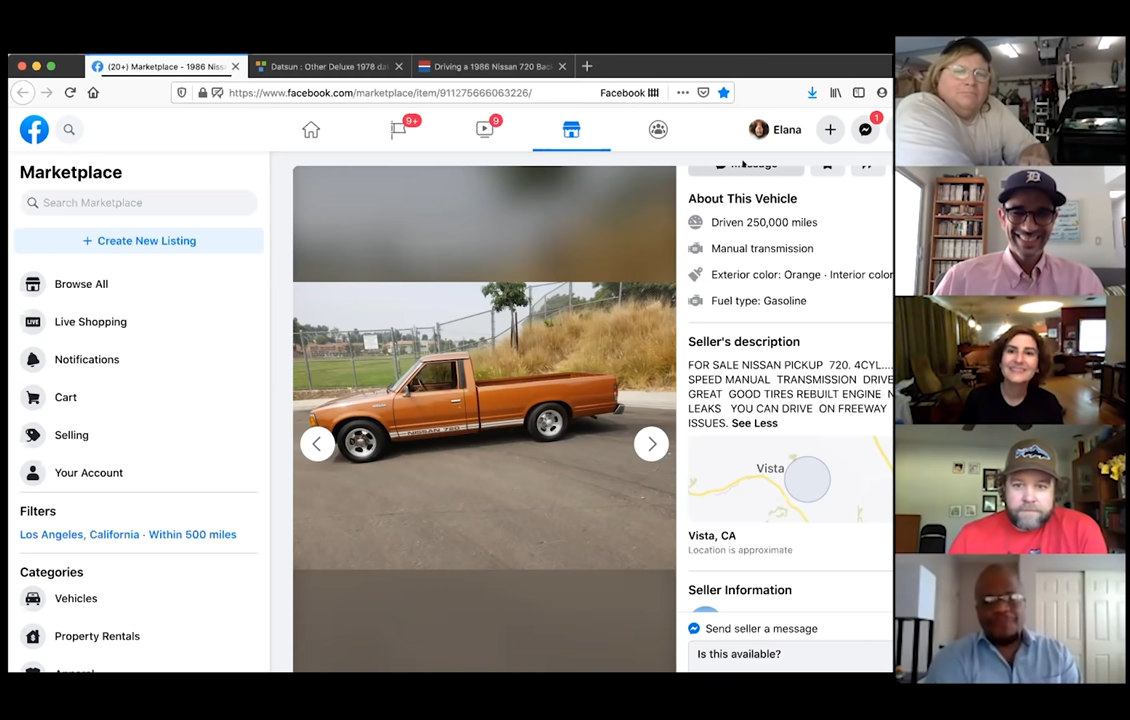 (20+) Marketplace - 1986 Niss
Datsun : Other Deluxe 1978 da
Driving a 1986 Nissan 720 Bac
https://www.facebook.com/marketplace/item/911275666063226/
Facebook
9+
9
Elana
1
Marketplace
Search Marketplace
+ Create New Listing
Browse All
LIVE
Live Shopping
Notifications
Cart
Selling
Your Account
Filters
Los Angeles, California · Within 500 miles
Categories
Vehicles
Property Rentals
NISSAN 720
Message
About This Vehicle
Driven 250,000 miles
Manual transmission
Exterior color: Orange · Interior color
Fuel type: Gasoline
Seller's description
FOR SALE NISSAN PICKUP 720. 4CYL....
SPEED MANUAL TRANSMISSION DRIVE
GREAT GOOD TIRES REBUILT ENGINE N
LEAKS YOU CAN DRIVE ON FREEWAY
ISSUES. See Less
Vista
Vista, CA
Location is approximate
Seller Information
Send seller a message
Is this available?
D